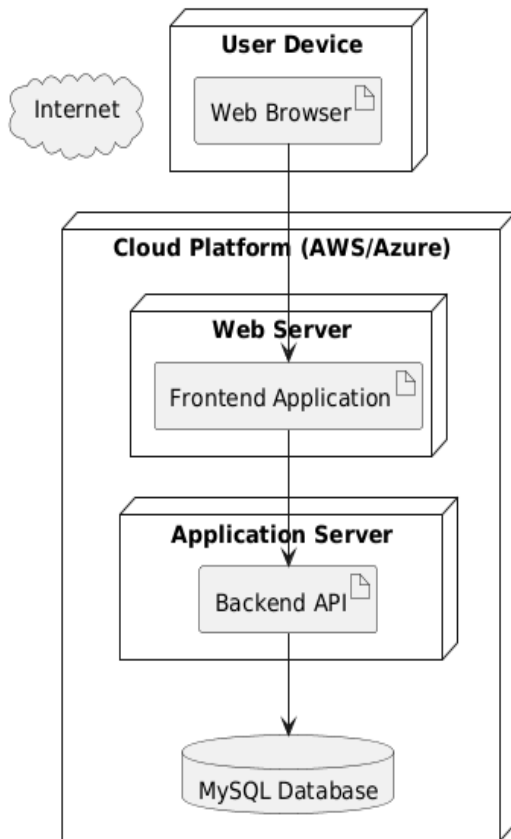 User Device
Internet
Web Browser
Cloud Platform (AWS/Azure)
Web Server
Frontend Application
Application Server
Backend API
MySQL Database